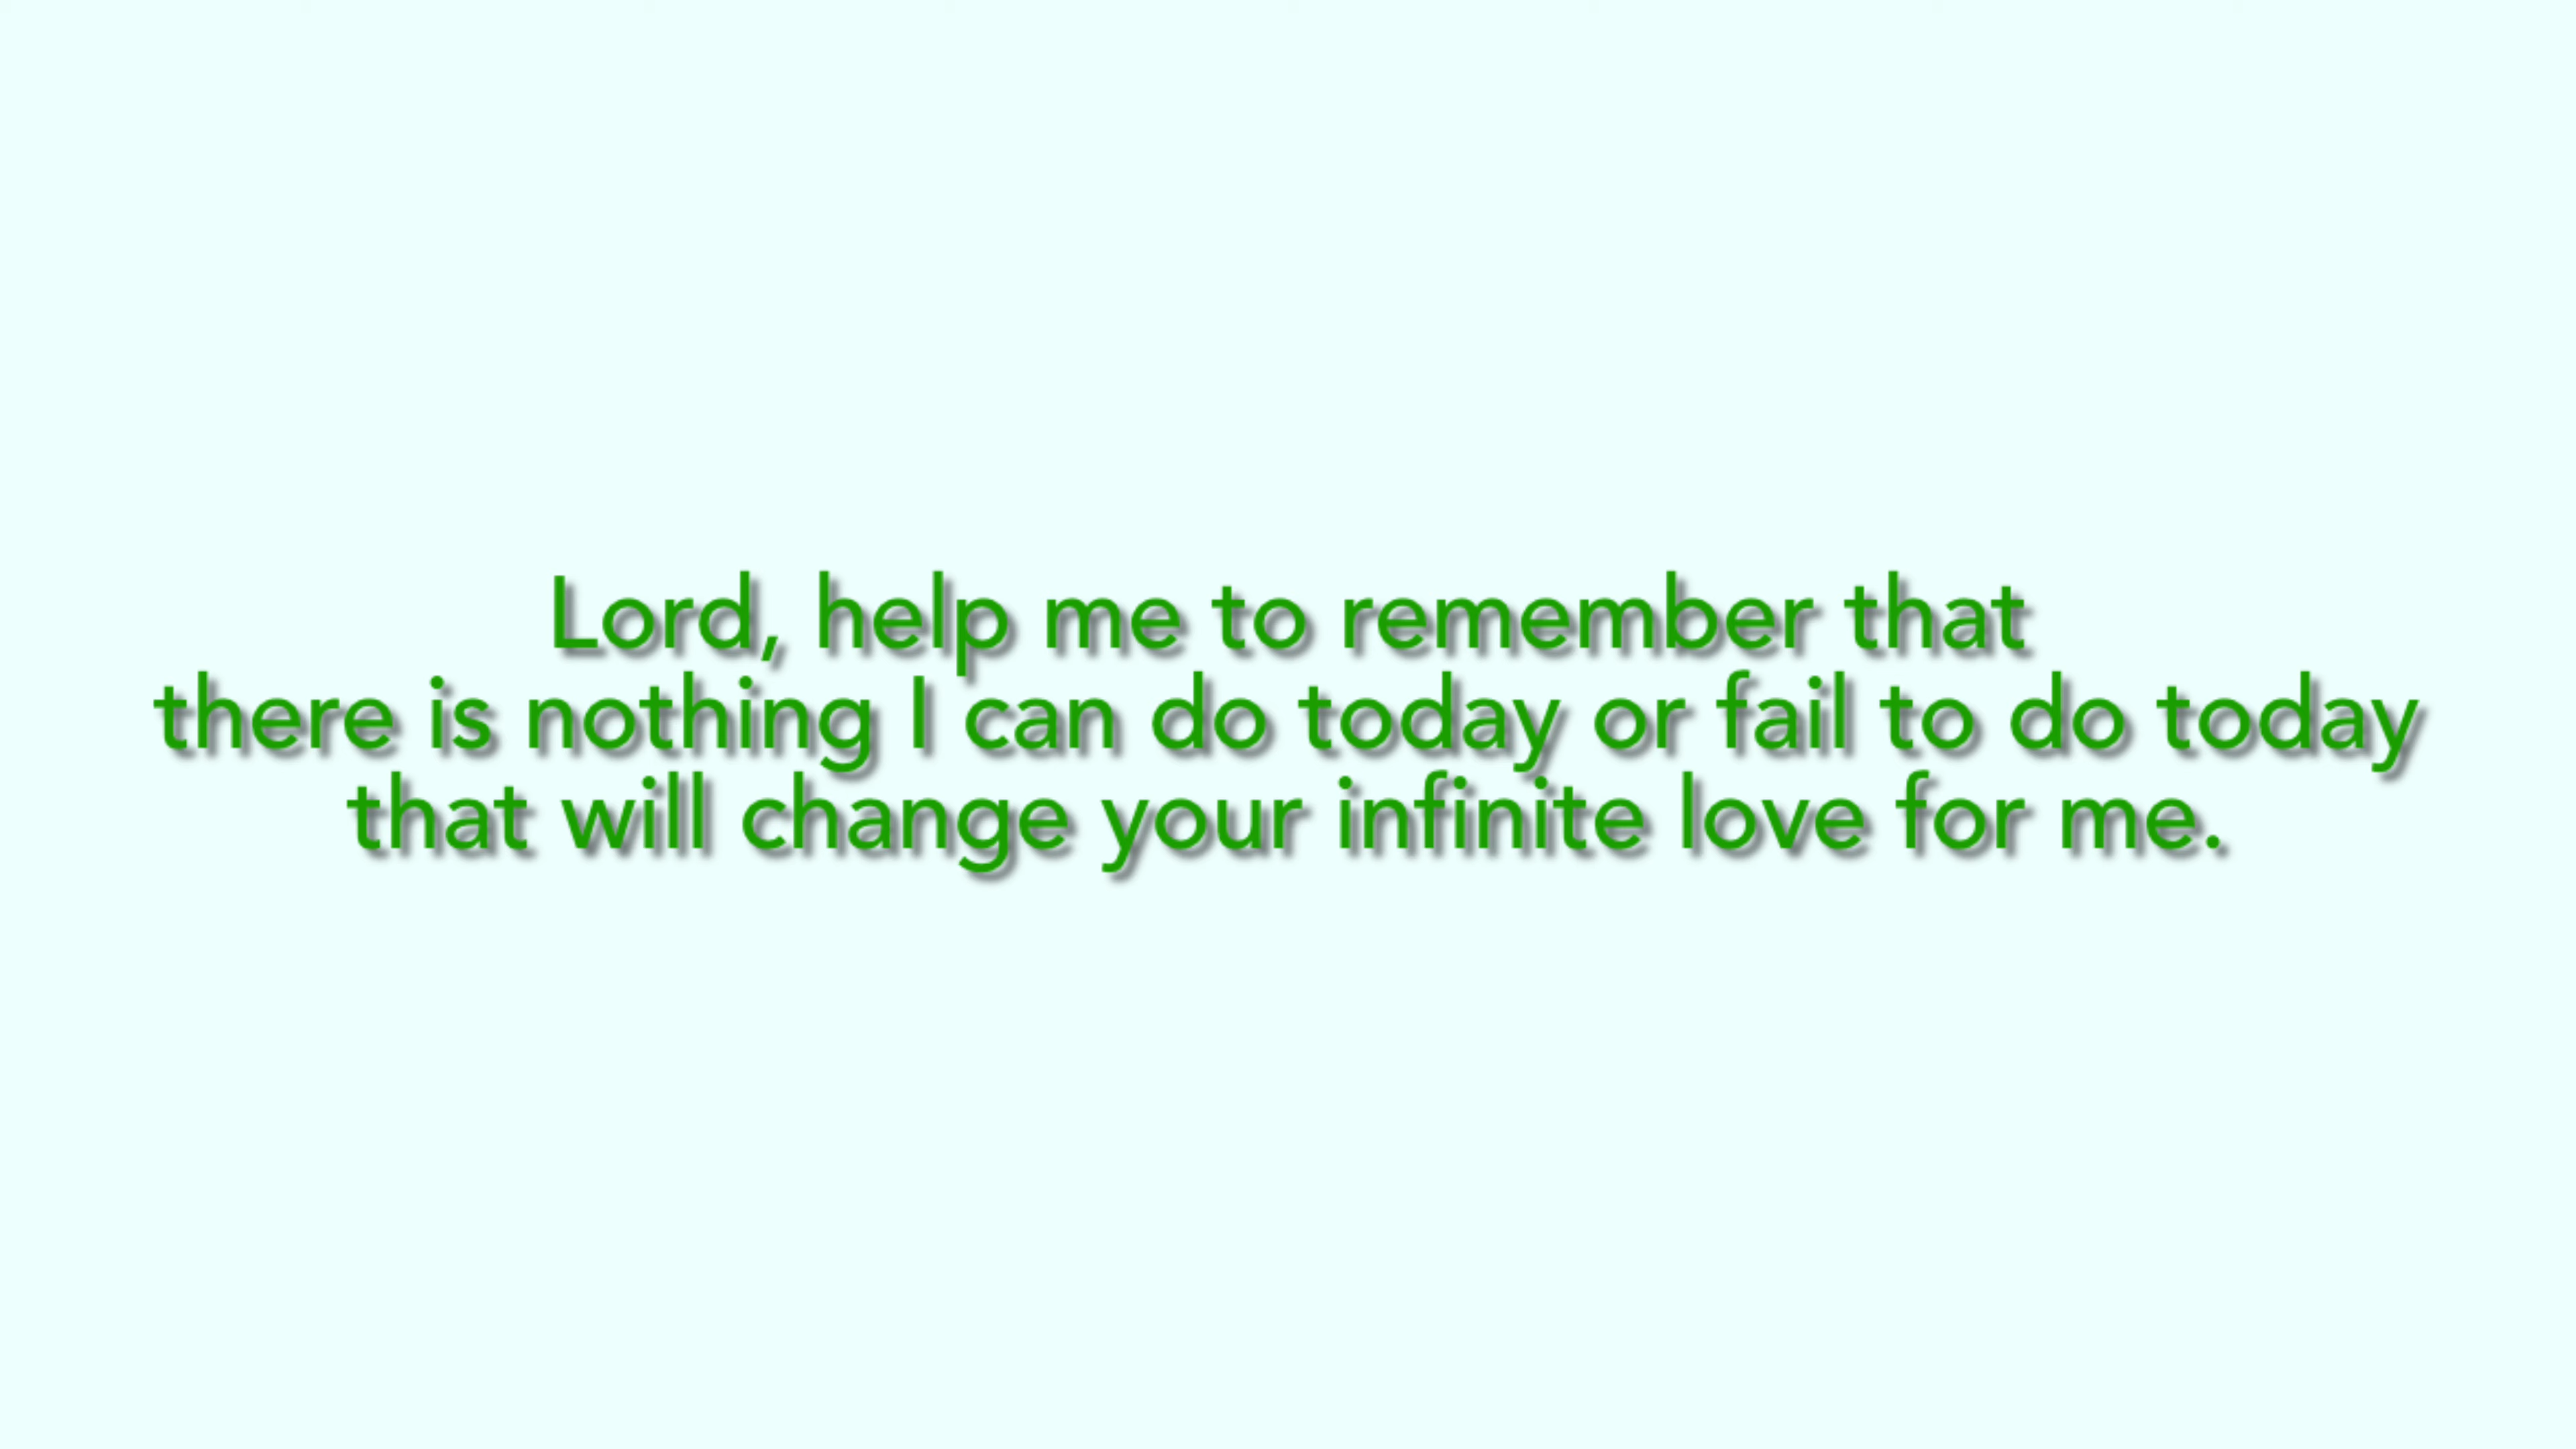 Lord, help me to remember that
there is nothing I can do today or fail to do today
that will change your infinite love for me.